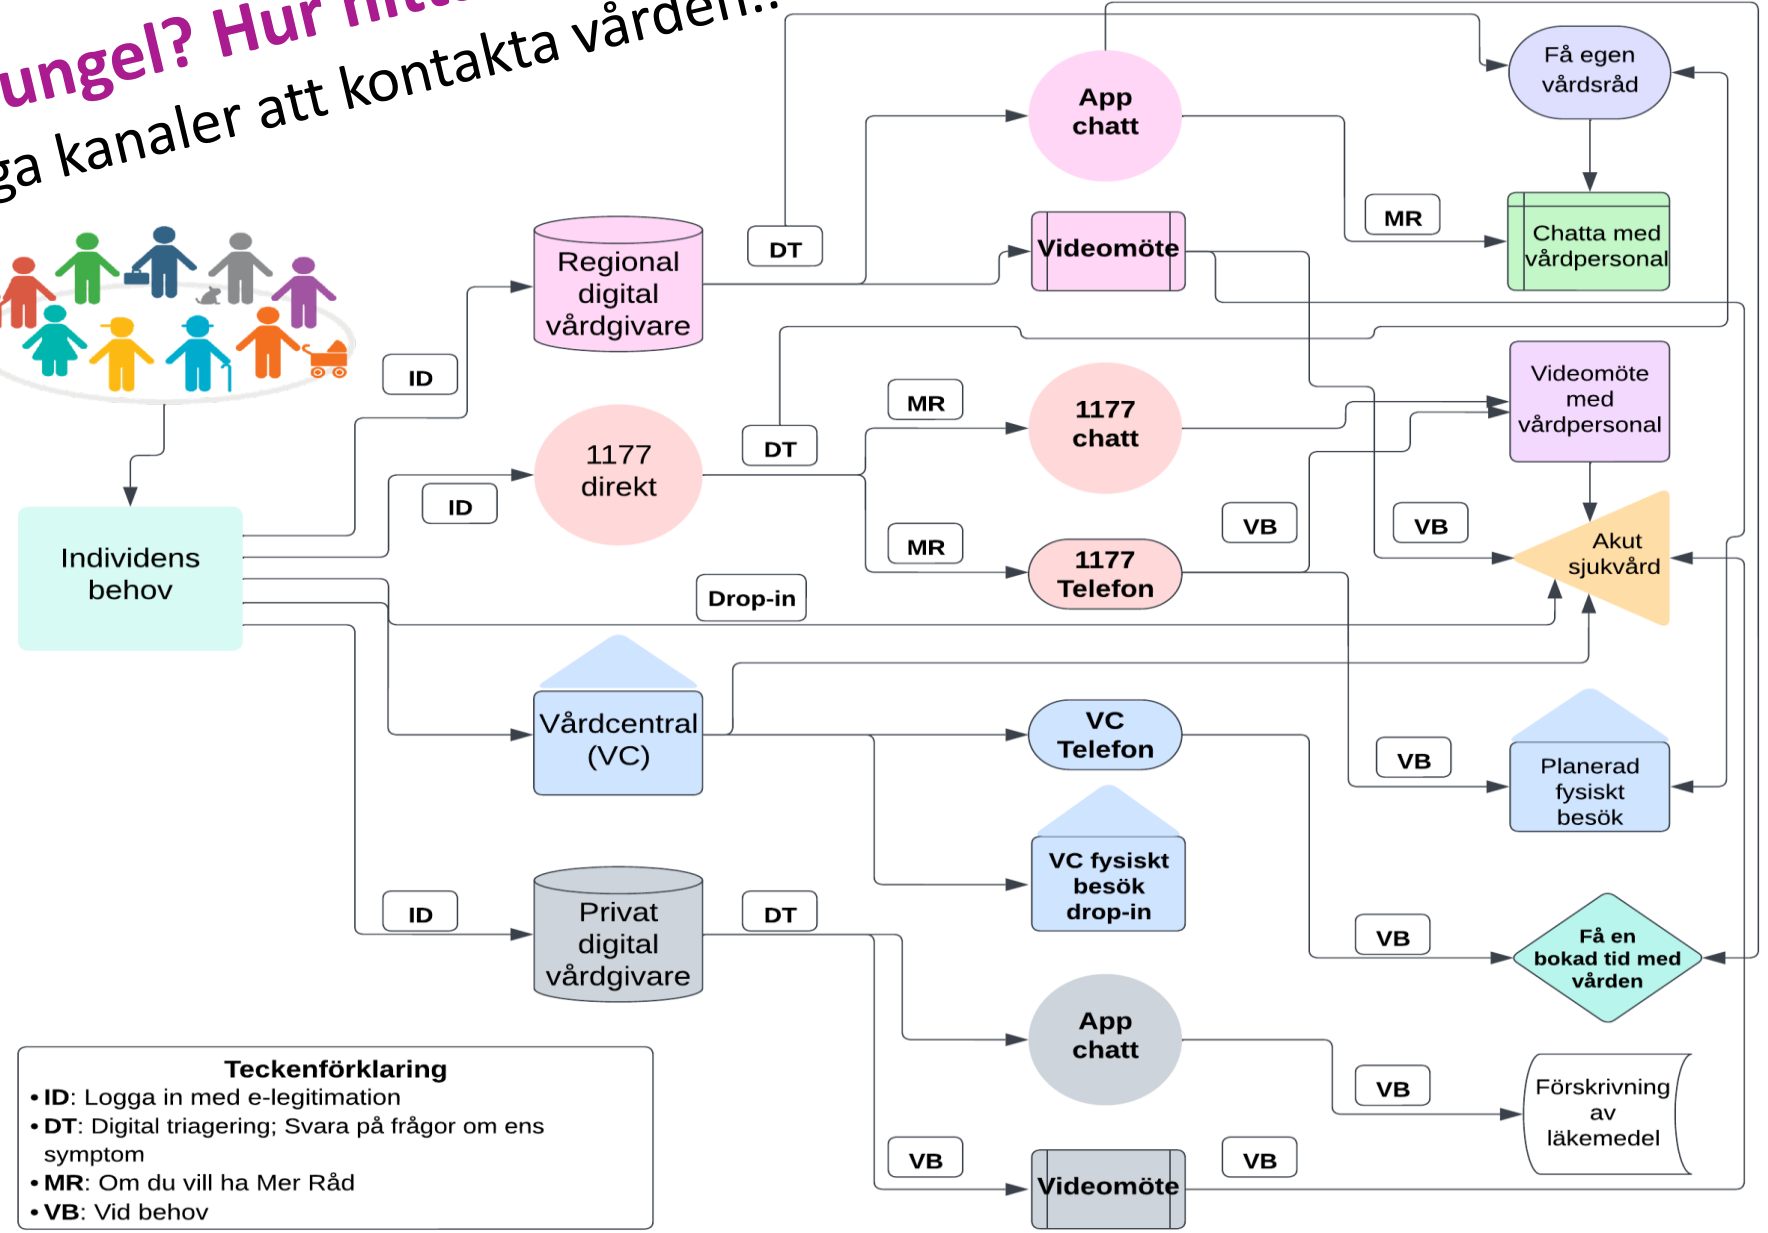 ungel? Hur
kanaler att kontakta vården..
App
chatt
Få egen
vårdsråd
MR
DT
Videomöte
Chatta med
vårdpersonal
Regional
digital
vårdgivare
ID
MR
1177
chatt
Videomöte
med
vårdpersonal
1177
direkt
DT
ID
MR
VB
VB
1177
Telefon
Akut
sjukvård
Individens
behov
Drop-in
Vårdcentral
(VC)
VC
Telefon
VB
Planerad
fysiskt
besök
VC fysiskt
besök
drop-in
ID
Privat
digital
vårdgivare
DT
VB
Få en
bokad tid med
vården
App
chatt
VB
Förskrivning
av
läkemedel
VB
Videomöte
VB
Teckenförklaring
• ID: Logga in med e-legitimation
• DT: Digital triagering; Svara på frågor om ens
symptom
• MR: Om du vill ha Mer Råd
• VB: Vid behov